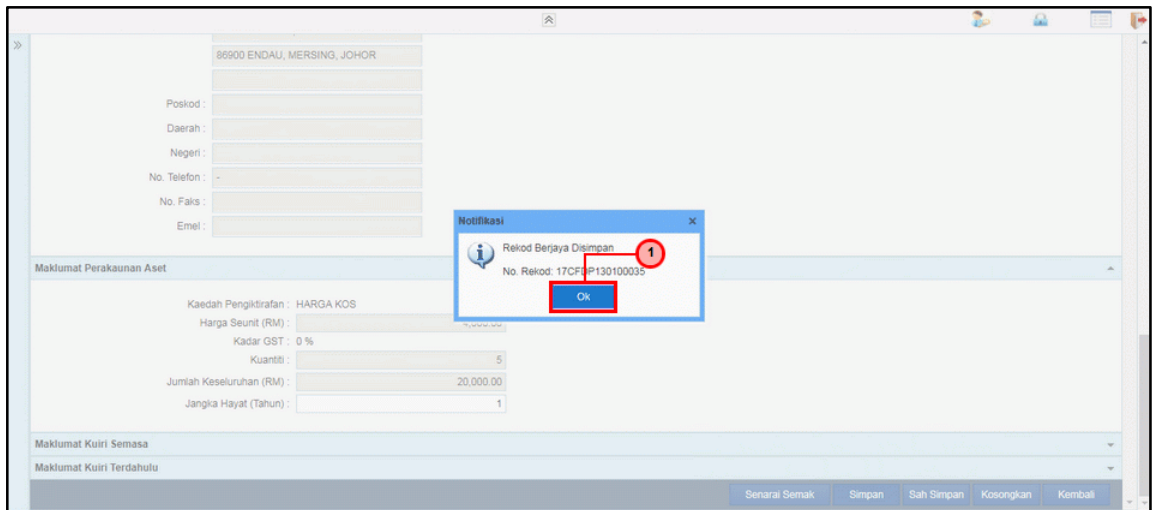 86900 ENDAU, MERSING, JOHOR
Poskod :
Daerah :
Negeri :
No. Telefon : -
No. Faks :
Emel :
Notifikasi
Rekod Berjaya Disimpan
1
No. Rekod: 17CFDP130100035
Ok
Maklumat Perakaunan Aset
Kaedah Pengiktirafan : HARGA KOS
Harga Seunit (RM) :
Kadar GST : 0 %
Kuantiti : 5
Jumlah Keseluruhan (RM) : 20,000.00
Jangka Hayat (Tahun) : 1
Maklumat Kuiri Semasa
Maklumat Kuiri Terdahulu
Senarai Semak Simpan Sah Simpan Kosongkan Kembali